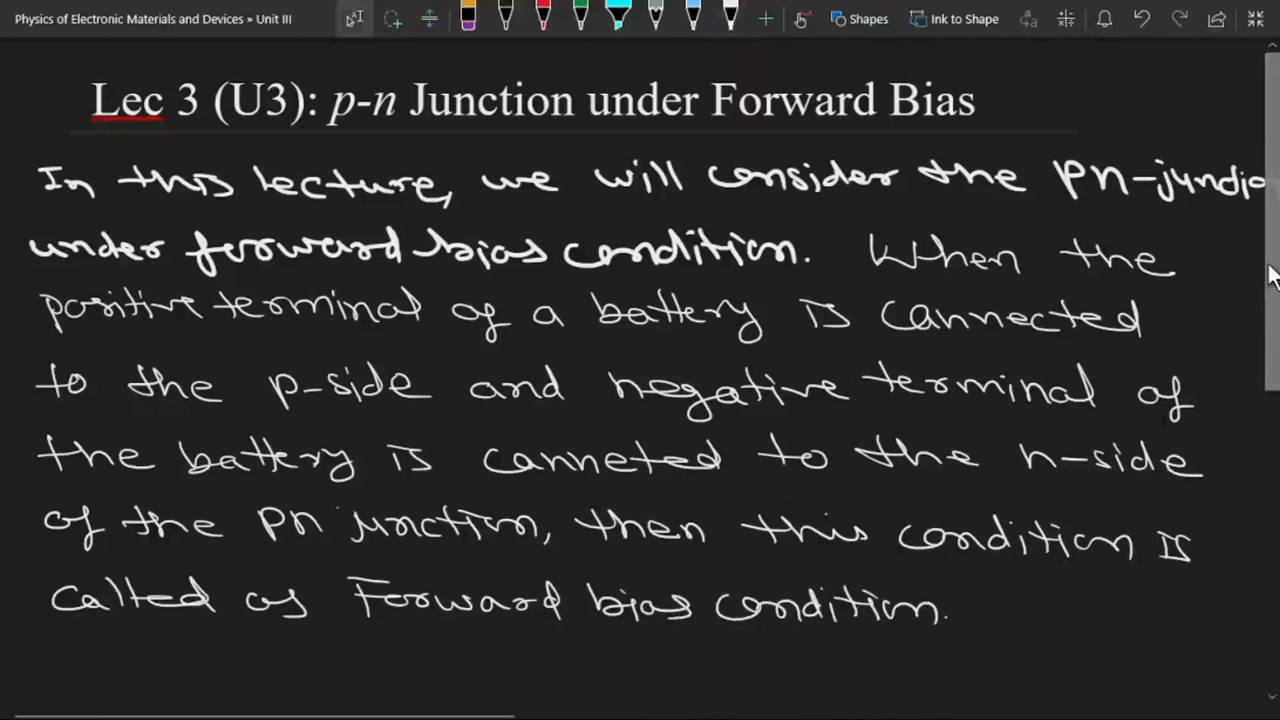 Physics of Electronic Materials and Devices » Unit III
Shapes
Ink to Shape
Lec 3 (U3): p-n Junction under Forward Bias
In this lecture, we will consider the pn-junctio
under forward bias condition. When the
positive terminal of a battery is connected
to the p-side and negative terminal of
the battery is conneted to the n-side
of the pn junction, then this condition is
called as Forward bias condition.